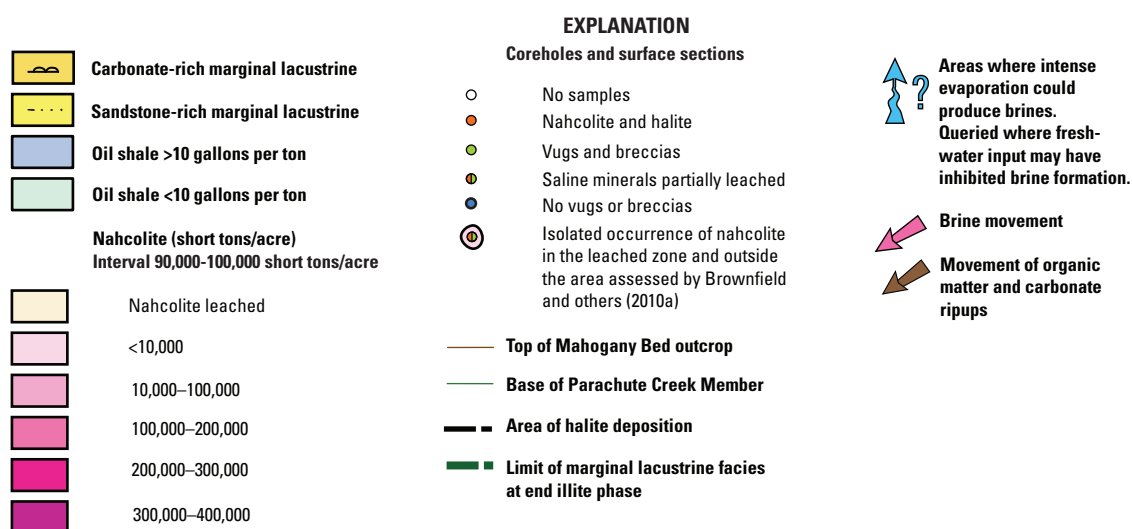 EXPLANATION
Carbonate-rich marginal lacustrine
Sandstone-rich marginal lacustrine
Oil shale >10 gallons per ton
Oil shale <10 gallons per ton
Nahcolite (short tons/acre)
Interval 90,000-100,000 short tons/acre
Nahcolite leached
<10,000
10,000–100,000
100,000–200,000
200,000–300,000
300,000–400,000
Coreholes and surface sections
No samples
Nahcolite and halite
Vugs and breccias
Saline minerals partially leached
No vugs or breccias
Isolated occurrence of nahcolite
in the leached zone and outside
the area assessed by Brownfield
and others (2010a)
Top of Mahogany Bed outcrop
Base of Parachute Creek Member
Area of halite deposition
Limit of marginal lacustrine facies
at end illite phase
?
Areas where intense
evaporation could
produce brines.
Queried where fresh-
water input may have
inhibited brine formation.
Brine movement
Movement of organic
matter and carbonate
ripups